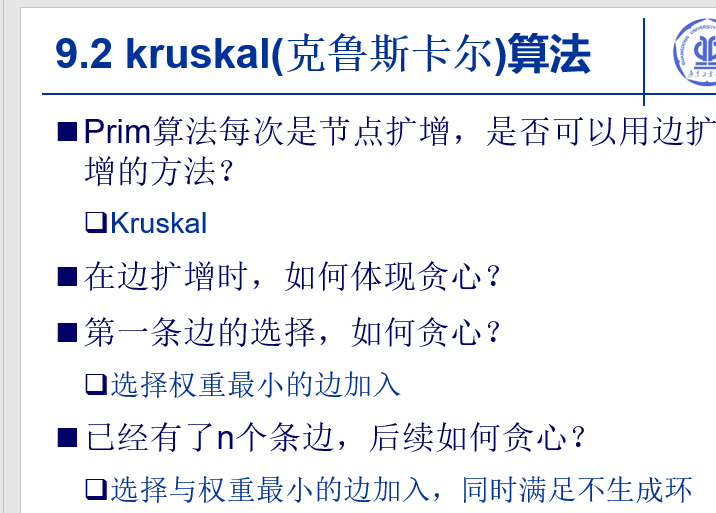 9.2 kruskal(克鲁斯卡尔)算法
Prim算法每次是节点扩增，是否可以用边扩
增的方法？
Kruskal
在边扩增时，如何体现贪心？
第一条边的选择，如何贪心？
选择权重最小的边加入
已经有了n个条边，后续如何贪心？
选择与权重最小的边加入，同时满足不生成环